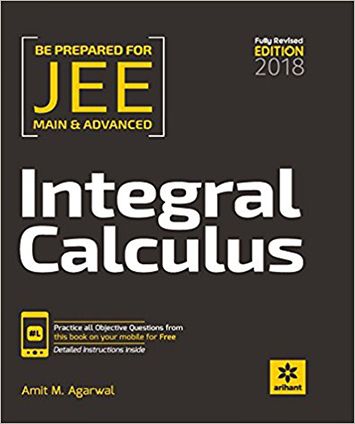 BE PREPARED FOR
JEE
MAIN & ADVANCED
Fully Revised
EDITION
2018
Integral
Calculus
#L
Practice all Objective Questions from
this book on your mobile for Free
Detailed Instructions Inside
Amit M. Agarwal
arihant